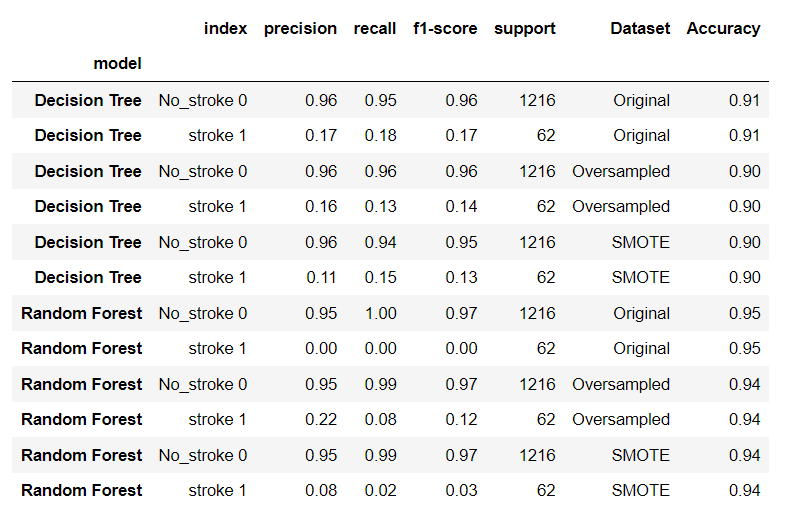 index precision recall f1-score support Dataset Accuracy
model
Decision Tree No_stroke 0 0.96 0.95 0.96 1216 Original 0.91
Decision Tree stroke 1 0.17 0.18 0.17 62 Original 0.91
Decision Tree No_stroke 0 0.96 0.96 0.96 1216 Oversampled 0.90
Decision Tree stroke 1 0.16 0.13 0.14 62 Oversampled 0.90
Decision Tree No_stroke 0 0.96 0.94 0.95 1216 SMOTE 0.90
Decision Tree stroke 1 0.11 0.15 0.13 62 SMOTE 0.90
Random Forest No_stroke 0 0.95 1.00 0.97 1216 Original 0.95
Random Forest stroke 1 0.00 0.00 0.00 62 Original 0.95
Random Forest No_stroke 0 0.95 0.99 0.97 1216 Oversampled 0.94
Random Forest stroke 1 0.22 0.08 0.12 62 Oversampled 0.94
Random Forest No_stroke 0 0.95 0.99 0.97 1216 SMOTE 0.94
Random Forest stroke 1 0.08 0.02 0.03 62 SMOTE 0.94